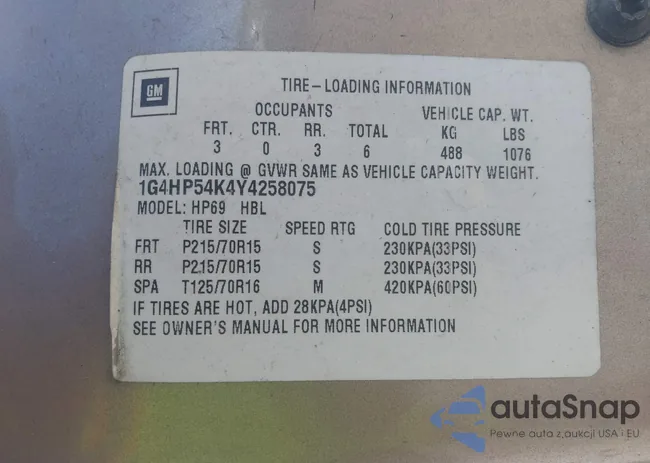 GM
TIRE-LOADING INFORMATION
OCCUPANTS VEHICLE CAP. WT.
FRT. CTR. RR. TOTAL KG LBS
3 0 3 6 488 1076
MAX. LOADING @ GVWR SAME AS VEHICLE CAPACITY WEIGHT.
1G4HP54K4Y4258075
MODEL: HP69 HBL
TIRE SIZE SPEED RTG COLD TIRE PRESSURE
FRT P215/70R15 S 230KPA(33PSI)
RR P215/70R15 S 230KPA(33PSI)
SPA T125/70R16 M 420KPA(60PSI)
IF TIRES ARE HOT, ADD 28KPA(4PSI)
SEE OWNER'S MANUAL FOR MORE INFORMATION
autaSnap
Pewne auta z aukcji USA i EU